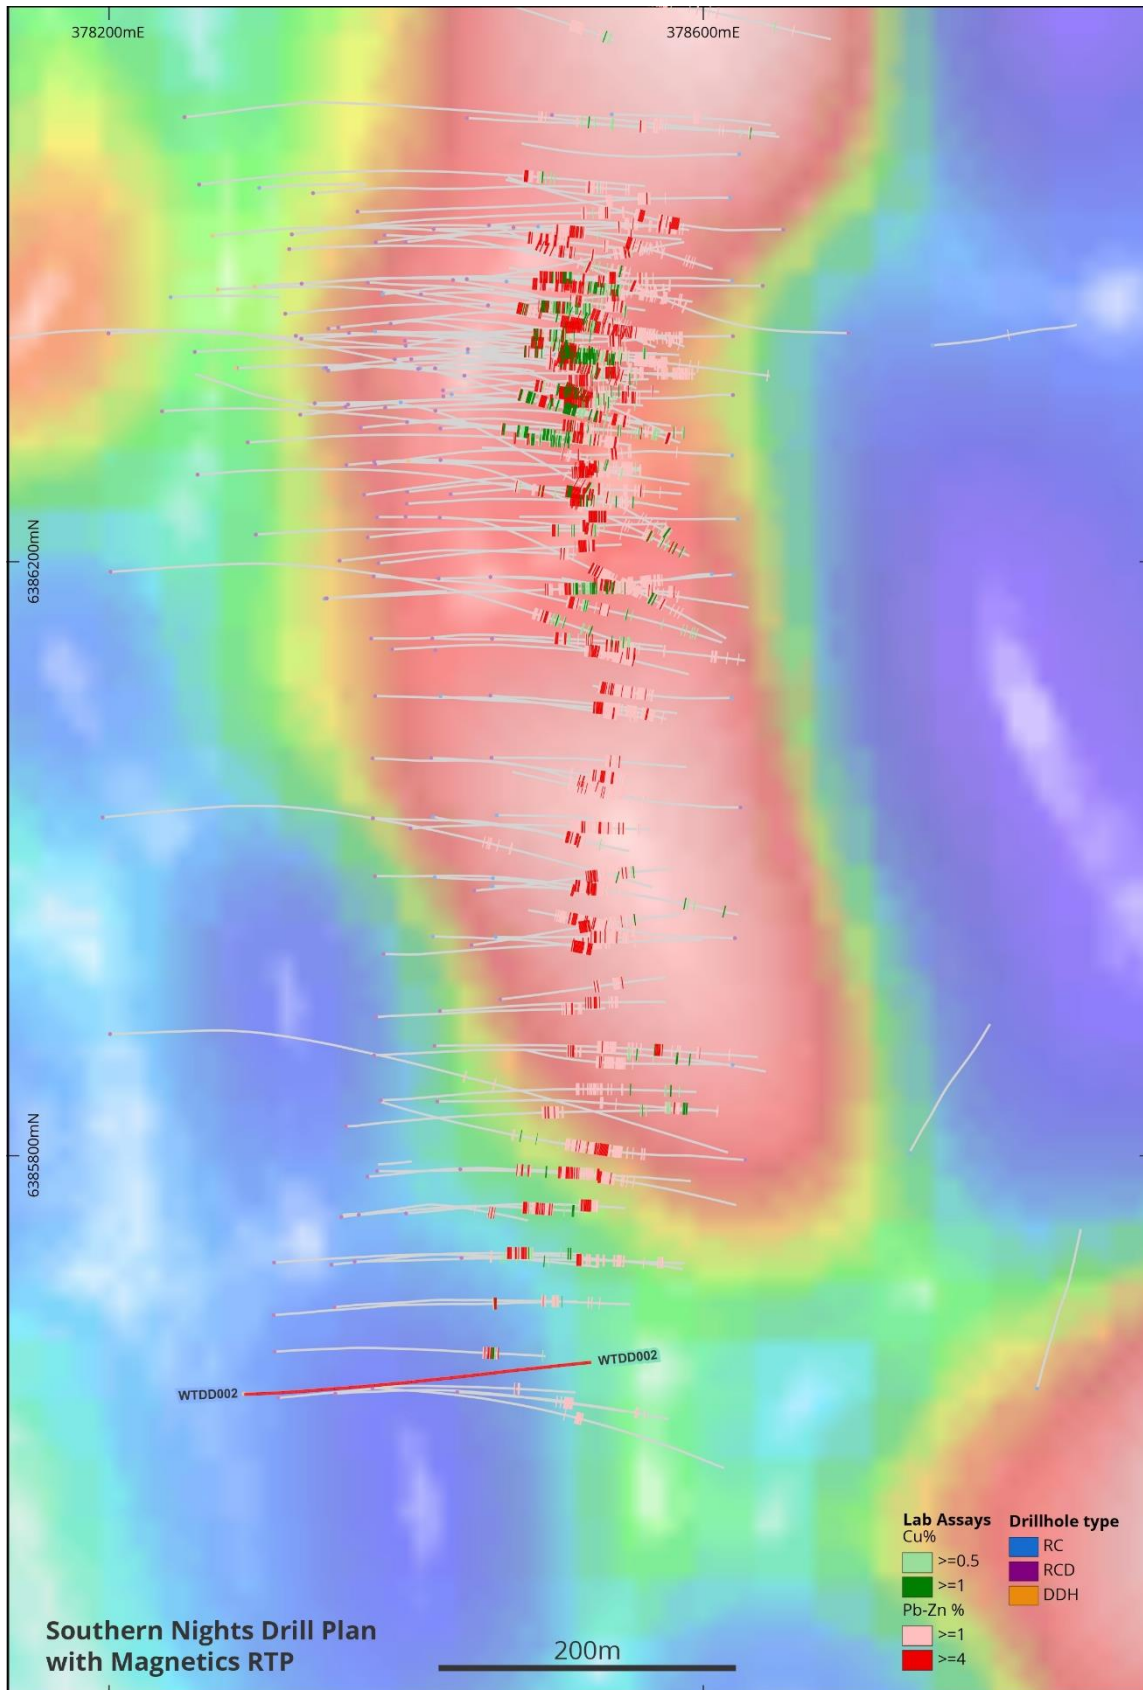 378200mE
378600mE
6386200mN
6385800mN
WTDD002
WTDD002
Lab Assays
Cu%
>=0.5
>=1
Pb-Zn %
>=1
>=4
Drillhole type
RC
RCD
DDH
Southern Nights Drill Plan
with Magnetics RTP
200m